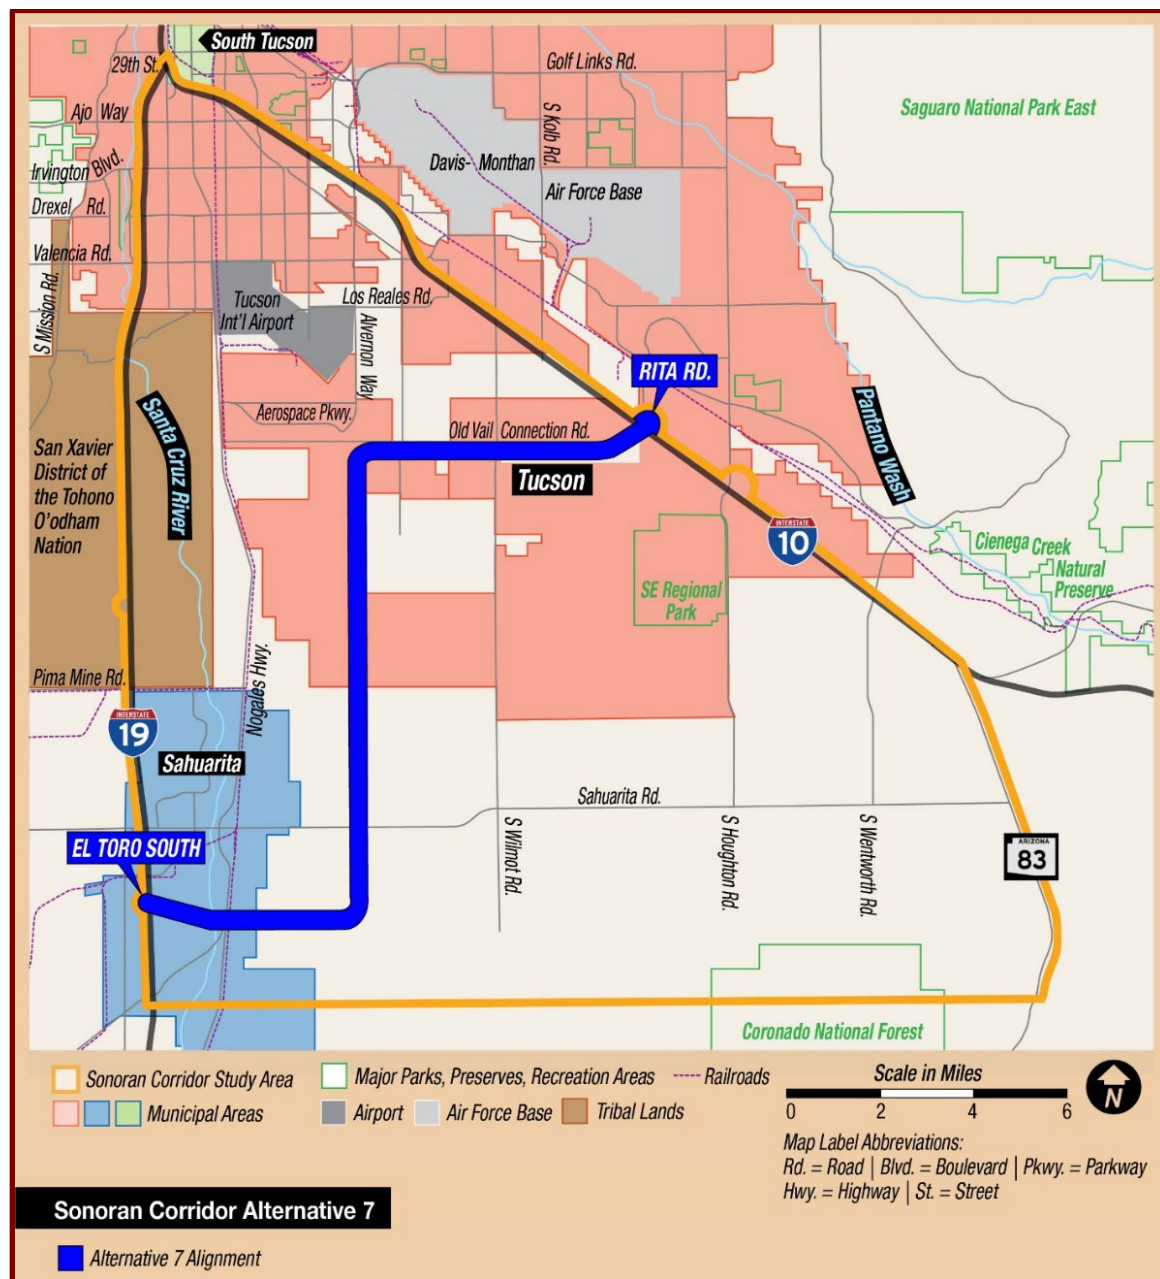 South Tucson
29th St.
Golf Links Rd.
Ajo Way
S Kolb Rd.
Saguaro National Park East
Irvington Blvd.
Davis- Monthan
Air Force Base
Drexel Rd.
Valencia Rd.
S Mission Rd.
Tucson
Int'l Airport
Los Reales Rd.
Alvernon Way
RITA RD.
Aerospace Pkwy.
Old Vail Connection Rd.
Santa Cruz River
Pantano Wash
San Xavier
District of
the Tohono
O'odham
Nation
Tucson
INTERSTATE
10
Cienega Creek
Natural
Preserve
SE Regional
Park
Nogales Hwy.
Pima Mine Rd.
INTERSTATE
19
Sahuarita
Sahuarita Rd.
S Wilmot Rd.
S Houghton Rd.
S Wentworth Rd.
EL TORO SOUTH
ARIZONA
83
Coronado National Forest
Sonoran Corridor Study Area
Major Parks, Preserves, Recreation Areas
Railroads
Municipal Areas
Airport
Air Force Base
Tribal Lands
Scale in Miles
0 2 4 6
N
Map Label Abbreviations:
Rd. = Road | Blvd. = Boulevard | Pkwy. = Parkway
Hwy. = Highway | St. = Street
Sonoran Corridor Alternative 7
Alternative 7 Alignment